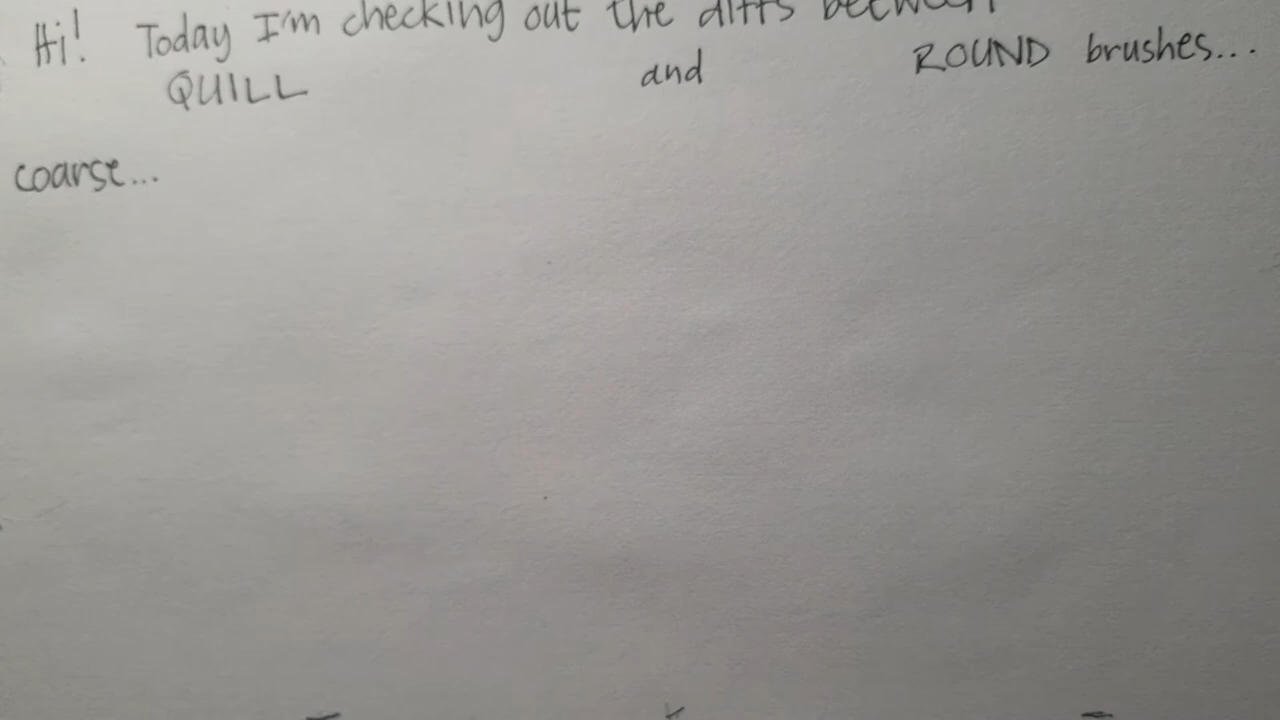 Hi! Today I'm checking out the diffs between
QUILL and ROUND brushes...
coarse...